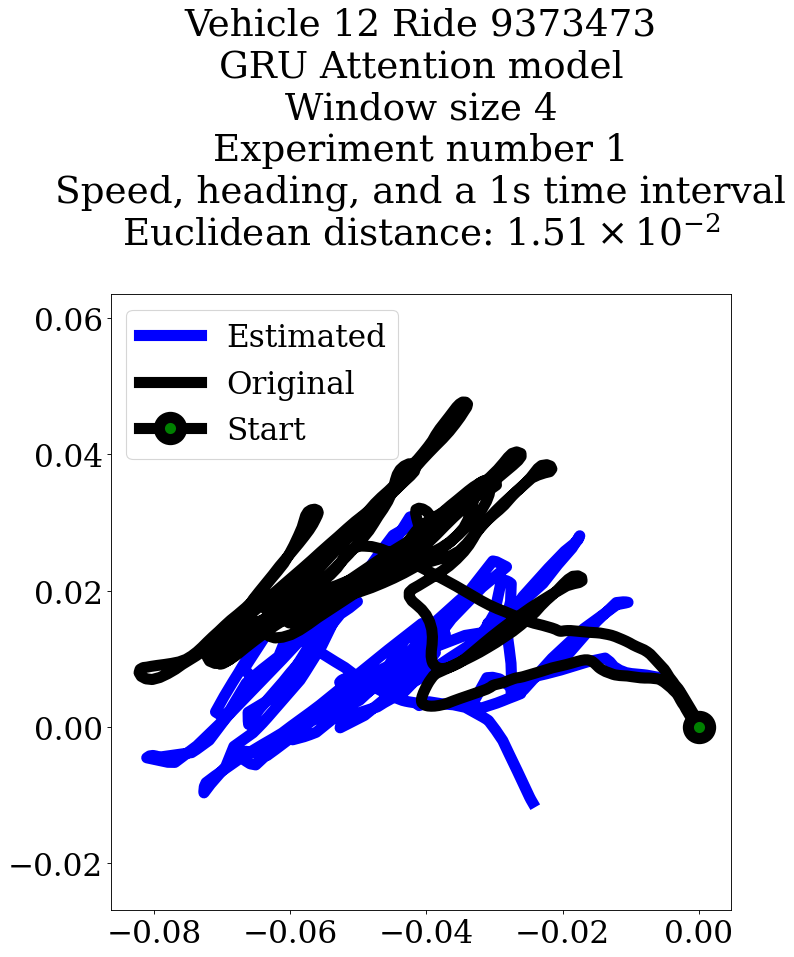 Vehicle 12 Ride 9373473
GRU Attention model
Window size 4
Experiment number 1
Speed, heading, and a 1s time interval
Euclidean distance: 1.51 × 10⁻²
Estimated
Original
Start
0.06
0.04
0.02
0.00
−0.02
−0.08
−0.06
−0.04
−0.02
0.00